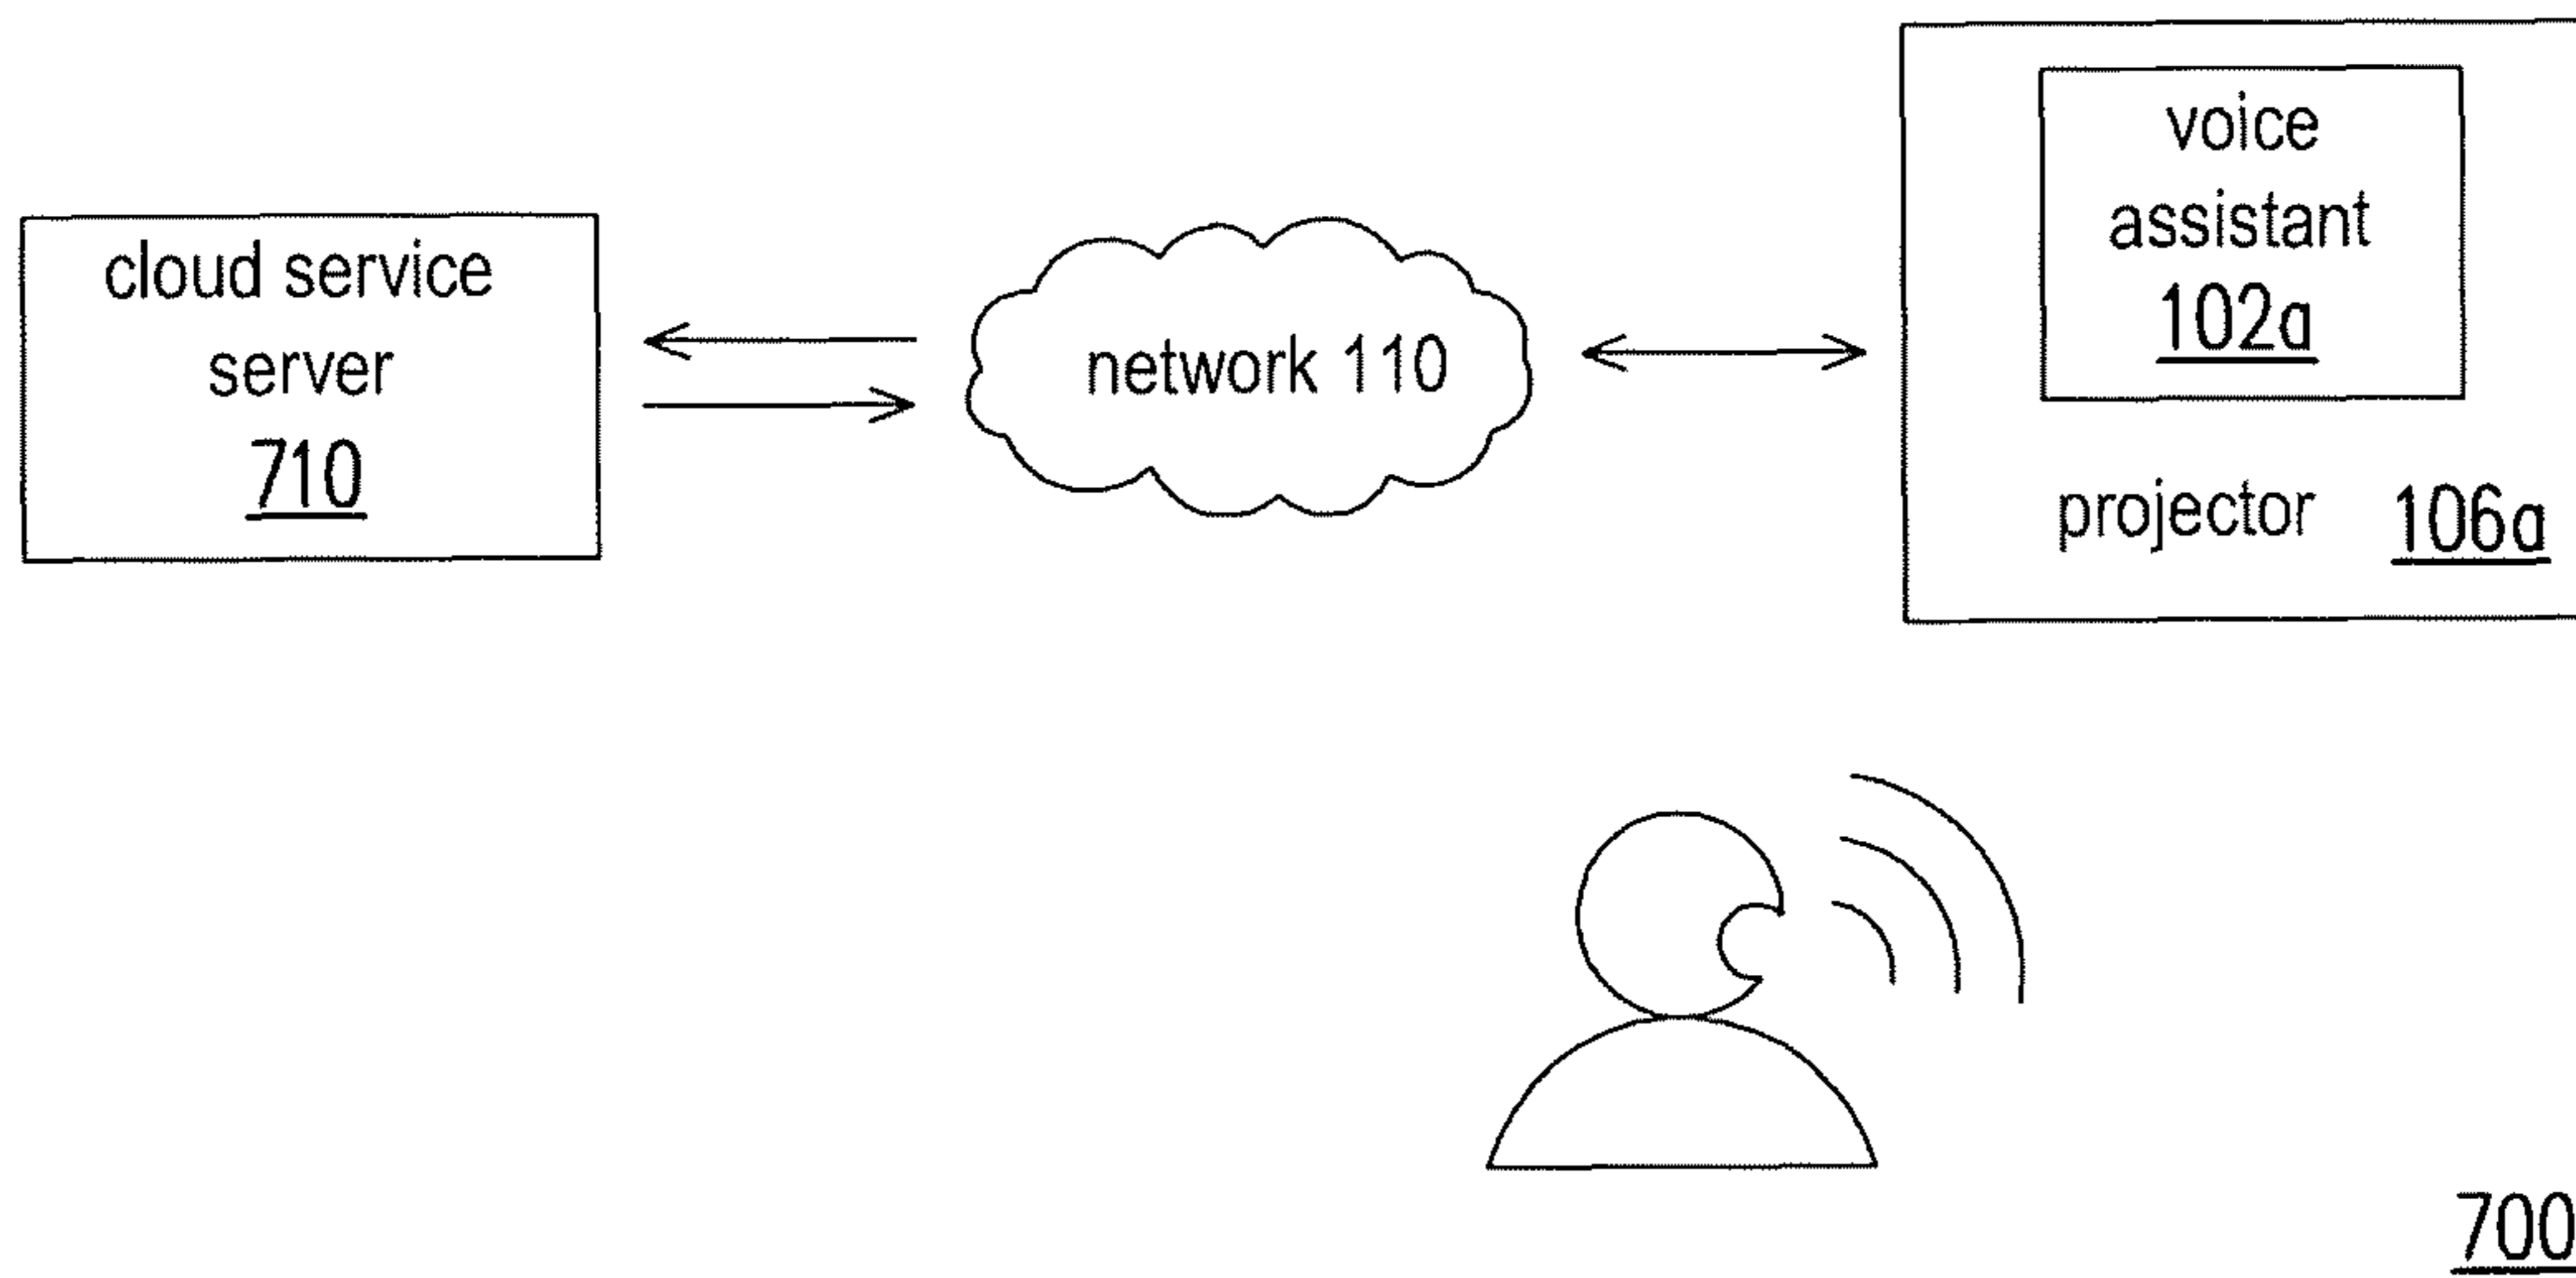 cloud service
server
710
network 110
voice
assistant
102a
projector 106a
700